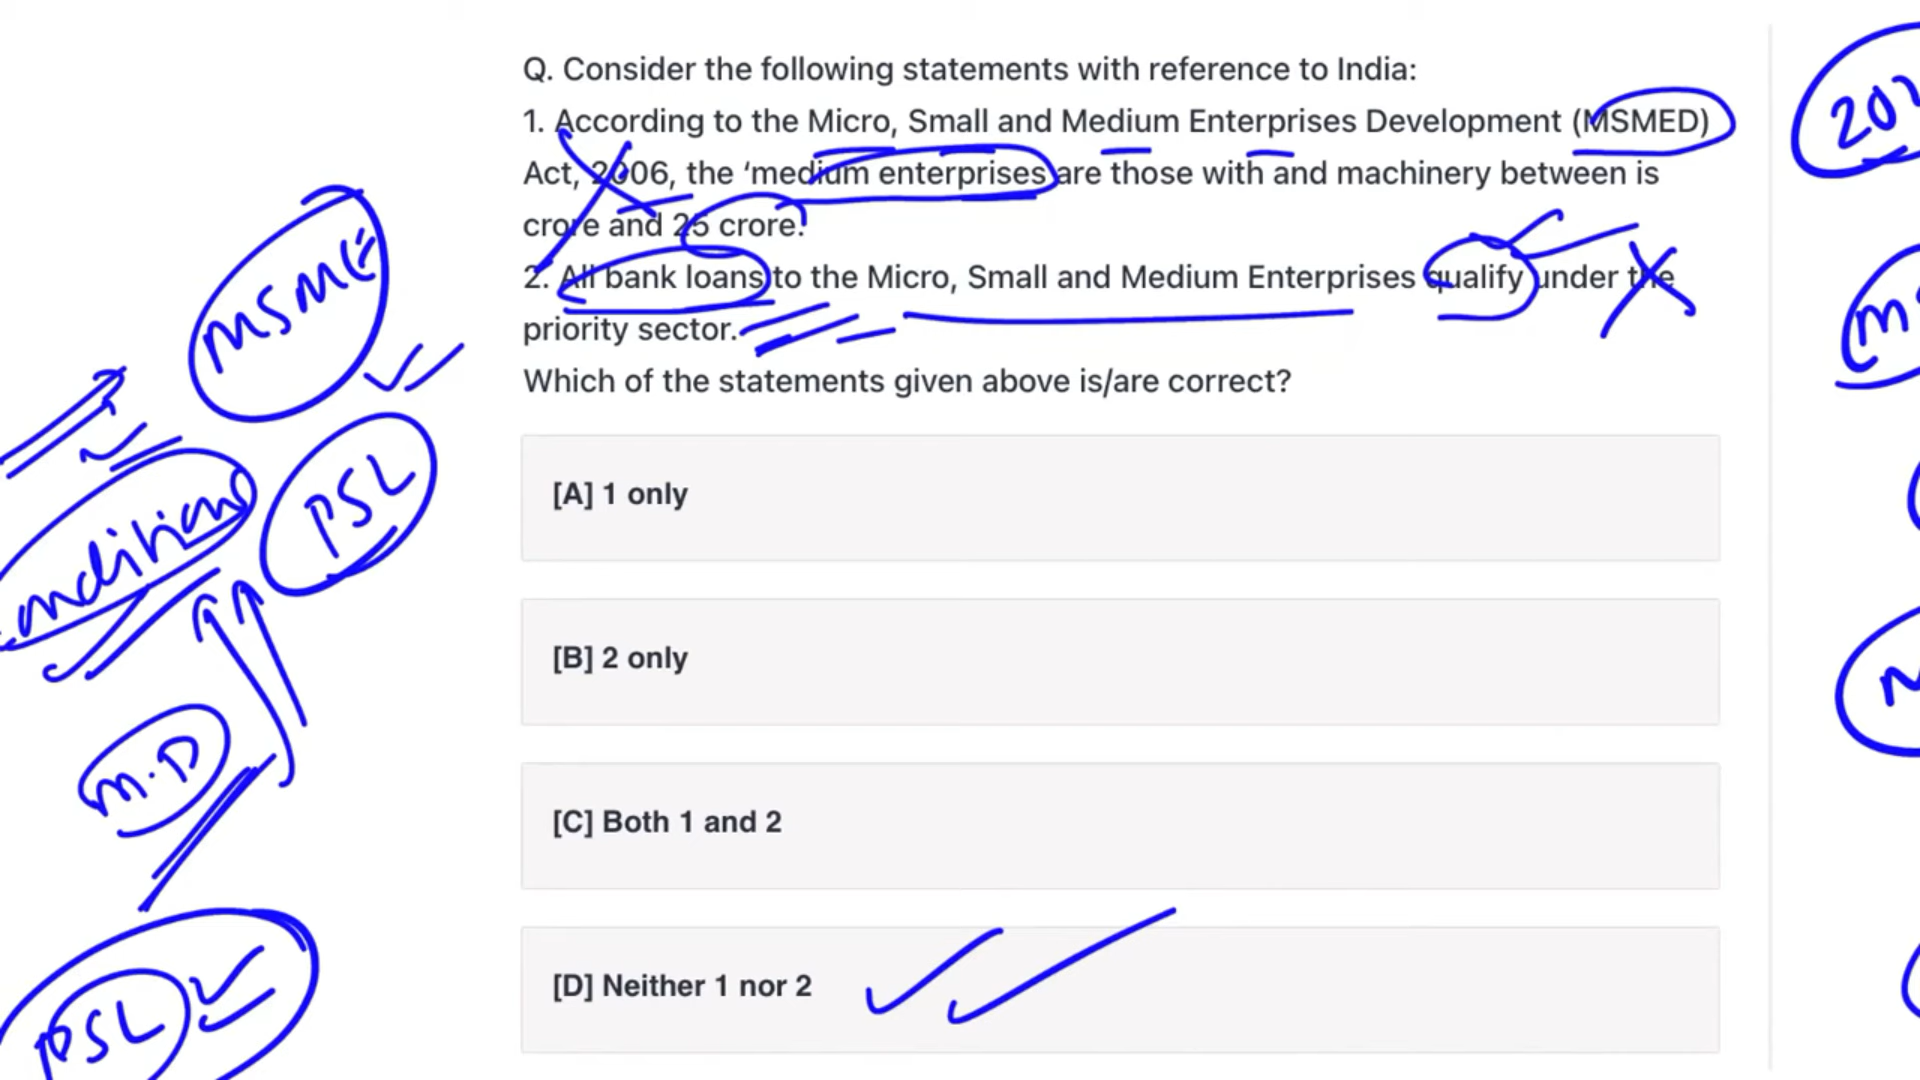 Q. Consider the following statements with reference to India:
1. According to the Micro, Small and Medium Enterprises Development (MSMED)
Act, 2006, the ‘medium enterprises are those with and machinery between is
crore and 25 crore.
2. All bank loans to the Micro, Small and Medium Enterprises qualify under the
priority sector.
Which of the statements given above is/are correct?
[A] 1 only
[B] 2 only
[C] Both 1 and 2
[D] Neither 1 nor 2
MSME
PSL
M.D
PSL